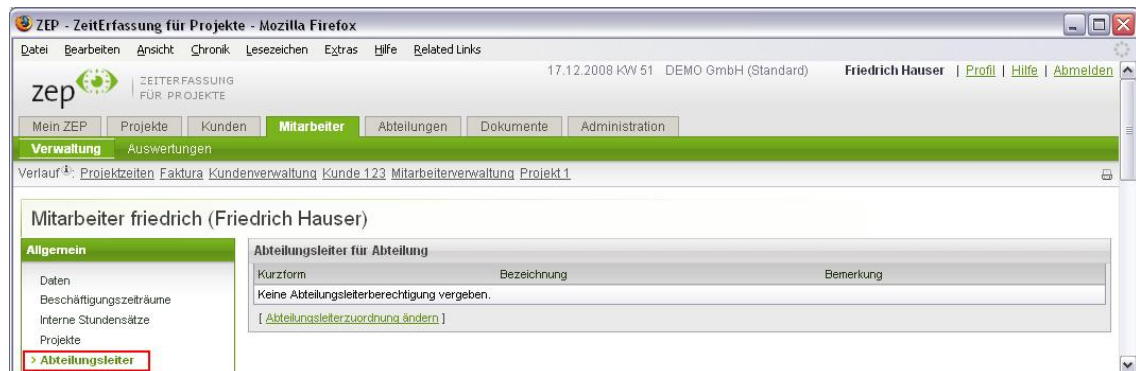 ZEP - ZeitErfassung für Projekte - Mozilla Firefox
Datei Bearbeiten Ansicht Chronik Lesezeichen Extras Hilfe Related Links
zep ZEITERFASSUNG FÜR PROJEKTE
17.12.2008 KW 51 DEMO GmbH (Standard) Friedrich Hauser | Profil | Hilfe | Abmelden
Mein ZEP Projekte Kunden Mitarbeiter Abteilungen Dokumente Administration
Verwaltung Auswertungen
Verlauf i: Projektzeiten Faktura Kundenverwaltung Kunde 123 Mitarbeiterverwaltung Projekt 1
Mitarbeiter friedrich (Friedrich Hauser)
Allgemein
Daten
Beschäftigungszeiträume
Interne Stundensätze
Projekte
> Abteilungsleiter
Abteilungsleiter für Abteilung
Kurzform Bezeichnung Bemerkung
Keine Abteilungsleiterberechtigung vergeben.
[ Abteilungsleiterzuordnung ändern ]